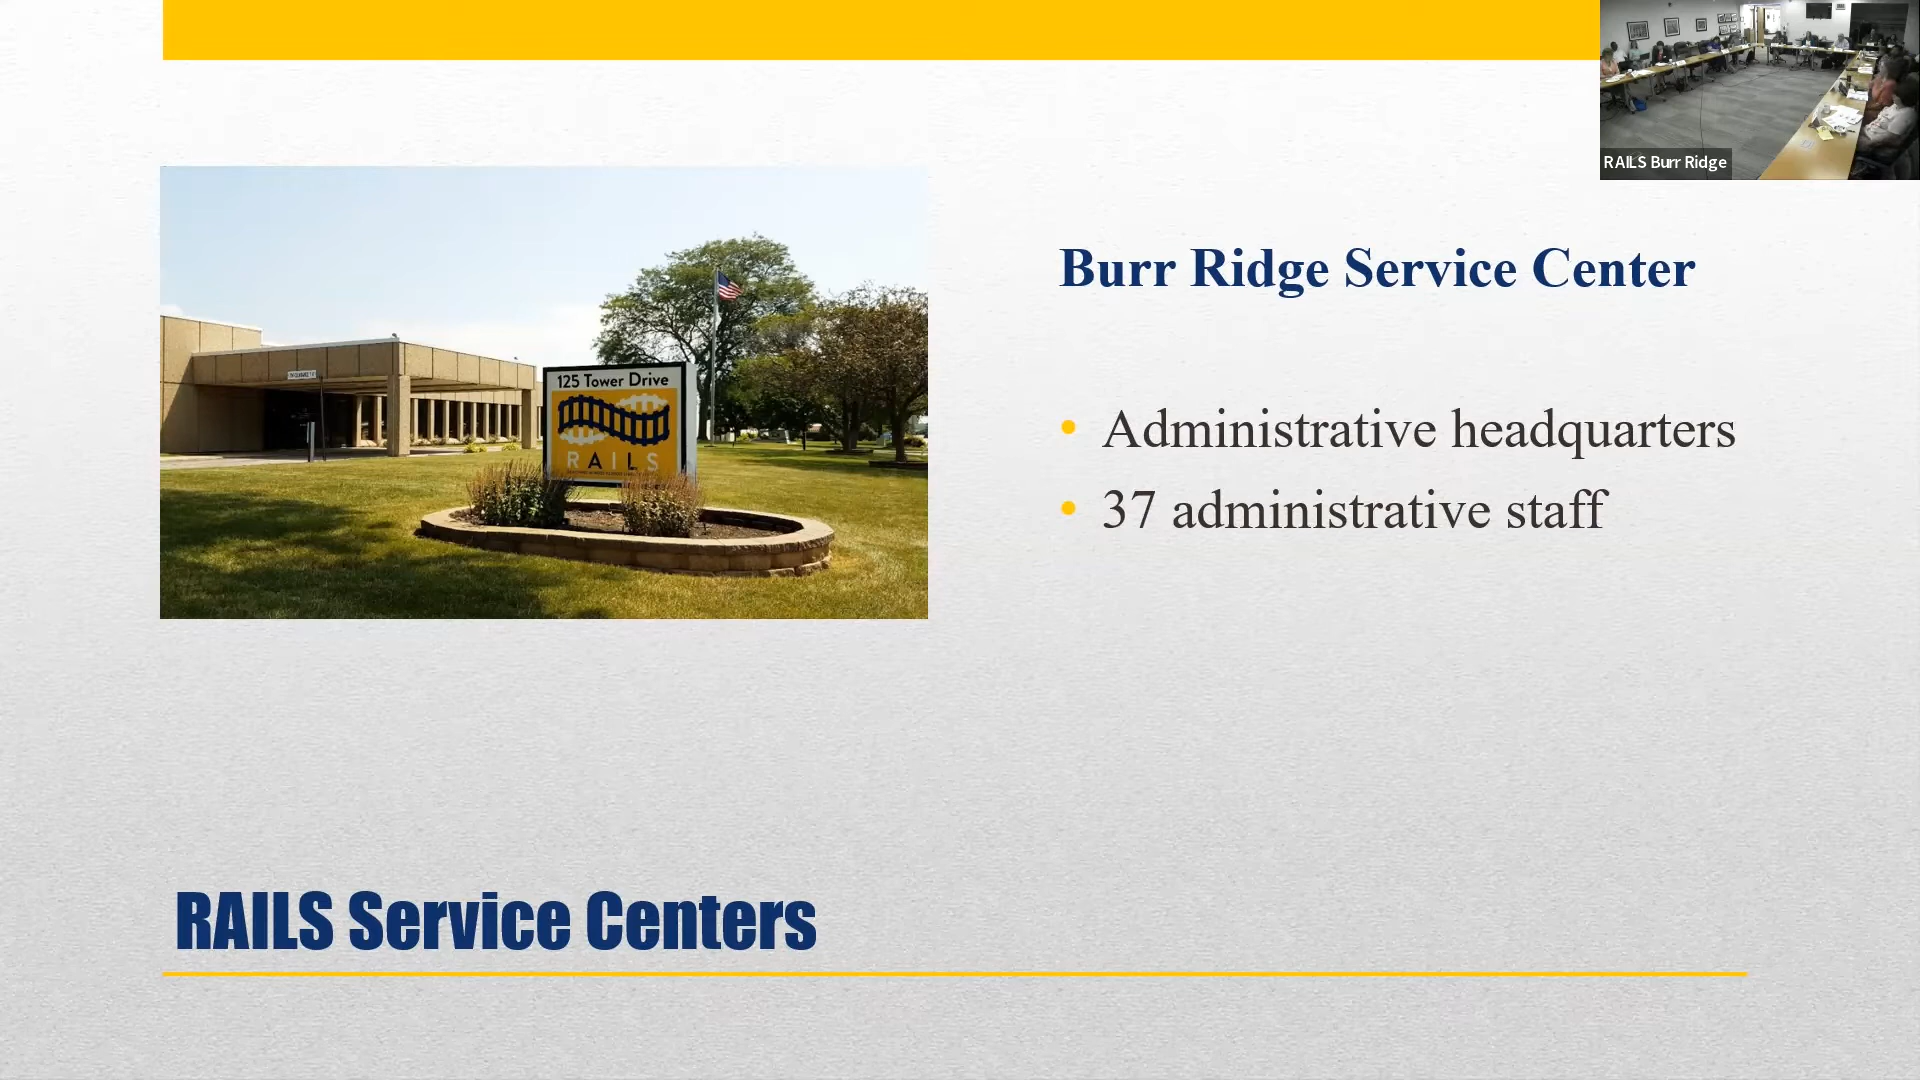 RAILS Burr Ridge
125 Tower Drive
RAILS
Burr Ridge Service Center
• Administrative headquarters
• 37 administrative staff
RAILS Service Centers